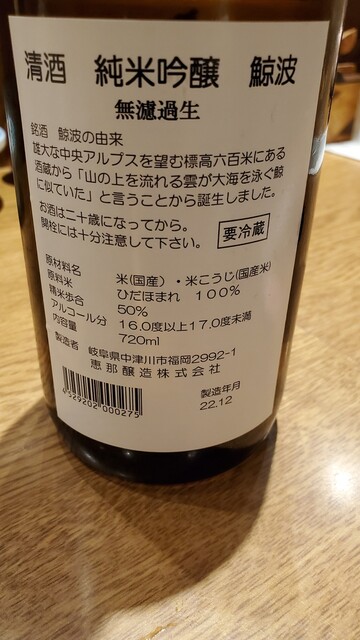 清酒 純米吟醸 鯨波
無濾過生
銘酒 鯨波の由来
雄大な中央アルプスを望む標高六百米にある
酒蔵から「山の上を流れる雲が大海を泳ぐ鯨
に似ていた」と言うことから誕生しました。
お酒は二十歳になってから。
開栓には十分注意して下さい。
要冷蔵
原材料名 米(国産)・米こうじ(国産米)
原料米 ひだほまれ 100%
精米歩合 50%
アルコール分 16.0度以上17.0度未満
内容量 720ml
製造者 岐阜県中津川市福岡2992-1
恵那醸造株式会社
4529202000275
製造年月
22.12